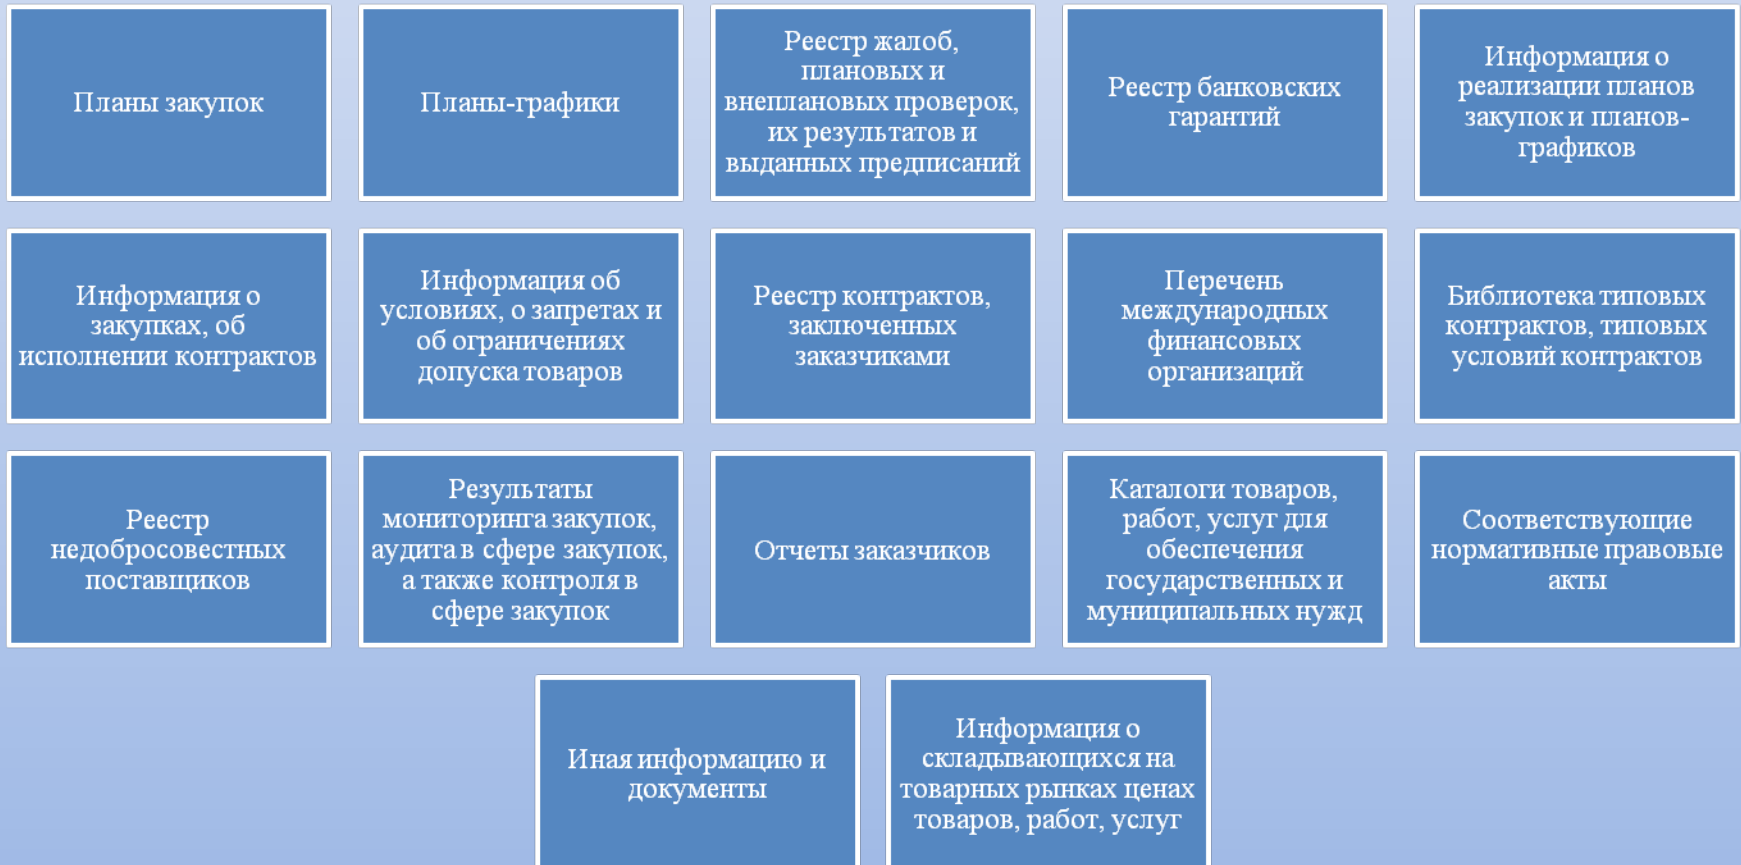 Планы закупок
Планы-графики
Реестр жалоб,
плановых и
внеплановых проверок,
их результатов и
выданных предписаний
Реестр банковских
гарантий
Информация о
реализации планов
закупок и планов-
графиков
Информация о
закупках, об
исполнении контрактов
Информация об
условиях, о запретах и
об ограничениях
допуска товаров
Реестр контрактов,
заключенных
заказчиками
Перечень
международных
финансовых
организаций
Библиотека типовых
контрактов, типовых
условий контрактов
Реестр
недобросовестных
поставщиков
Результаты
мониторинга закупок,
аудита в сфере закупок,
а также контроля в
сфере закупок
Отчеты заказчиков
Каталоги товаров,
работ, услуг для
обеспечения
государственных и
муниципальных нужд
Соответствующие
нормативные правовые
акты
Иная информацию и
документы
Информация о
складывающихся на
товарных рынках ценах
товаров, работ, услуг